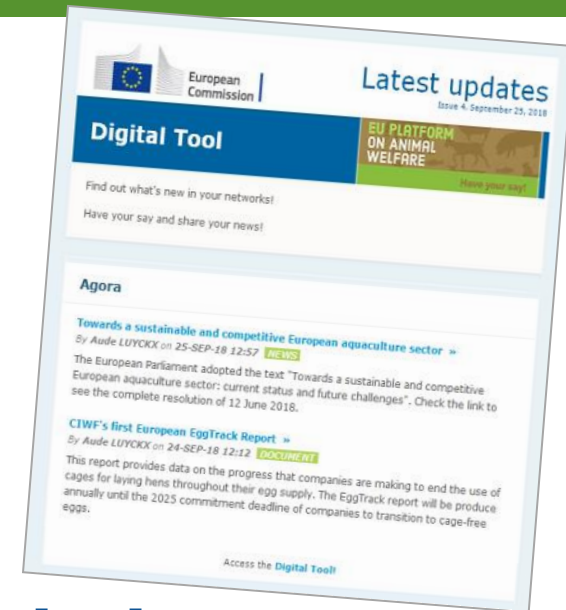 European
Commission
Latest updates
Issue 4, September 25, 2018
Digital Tool
EU PLATFORM
ON ANIMAL
WELFARE
Have your say!
Find out what's new in your networks!
Have your say and share your news!
Agora
Towards a sustainable and competitive European aquaculture sector »
By Aude LUYCKX on 25-SEP-18 12:57 NEWS
The European Parliament adopted the text "Towards a sustainable and competitive
European aquaculture sector: current status and future challenges". Check the link to
see the complete resolution of 12 June 2018.
CIWF's first European EggTrack Report »
By Aude LUYCKX on 24-SEP-18 12:12 DOCUMENT
This report provides data on the progress that companies are making to end the use of
cages for laying hens throughout their egg supply. The EggTrack report will be produce
annually until the 2025 commitment deadline of companies to transition to cage-free
eggs.
Access the Digital Tool!